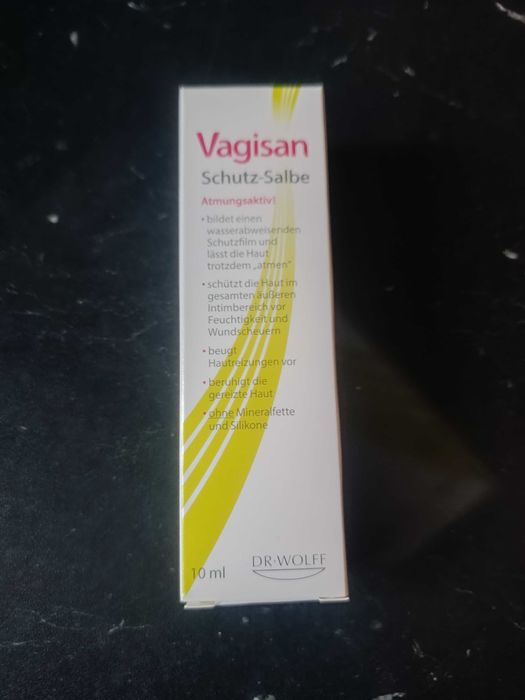 Vagisan
Schutz-Salbe
Atmungsaktiv!
• bildet einen
wasserabweisenden
Schutzfilm und
lässt die Haut
trotzdem „atmen“
• schützt die Haut im
gesamten äußeren
Intimbereich vor
Feuchtigkeit und
Wundscheuern
• beugt
Hautreizungen vor
• beruhigt die
gereizte Haut
• ohne Mineralfette
und Silikone
10 ml
DR·WOLFF